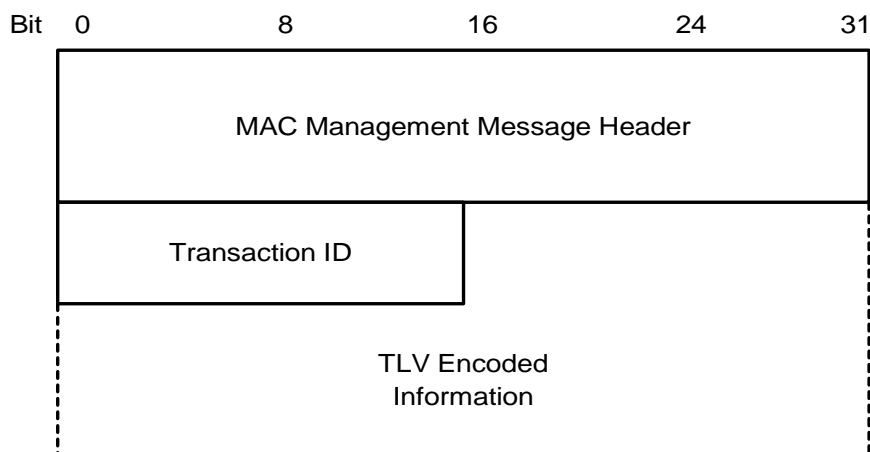 Bit 0 8 16 24 31
MAC Management Message Header
Transaction ID
TLV Encoded
Information